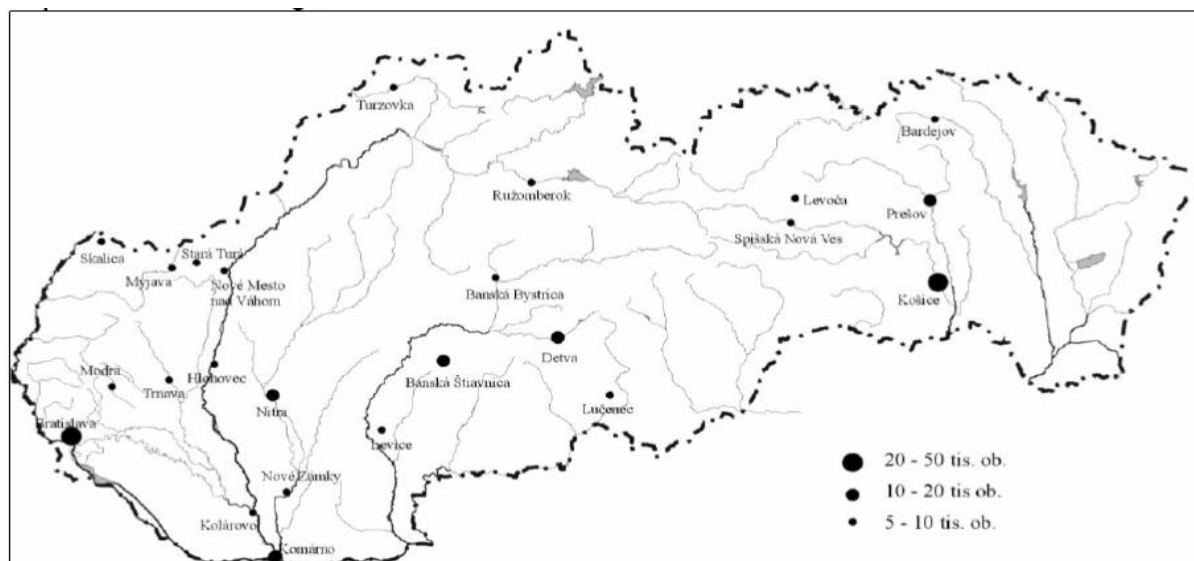 Turzovka
Bardejov
Ružomberok
Levoča
Prešov
Spišská Nová Ves
Skalica
Stará Turá
Myjava
Nové Mesto
nad Váhom
Banská Bystrica
Košice
Detva
Banská Štiavnica
Hlohovec
Modra
Trnava
Nitra
Lučenec
Bratislava
Levice
20 - 50 tis. ob.
Nové Zámky
10 - 20 tis ob.
Kolárovo
5 - 10 tis. ob.
Komárno